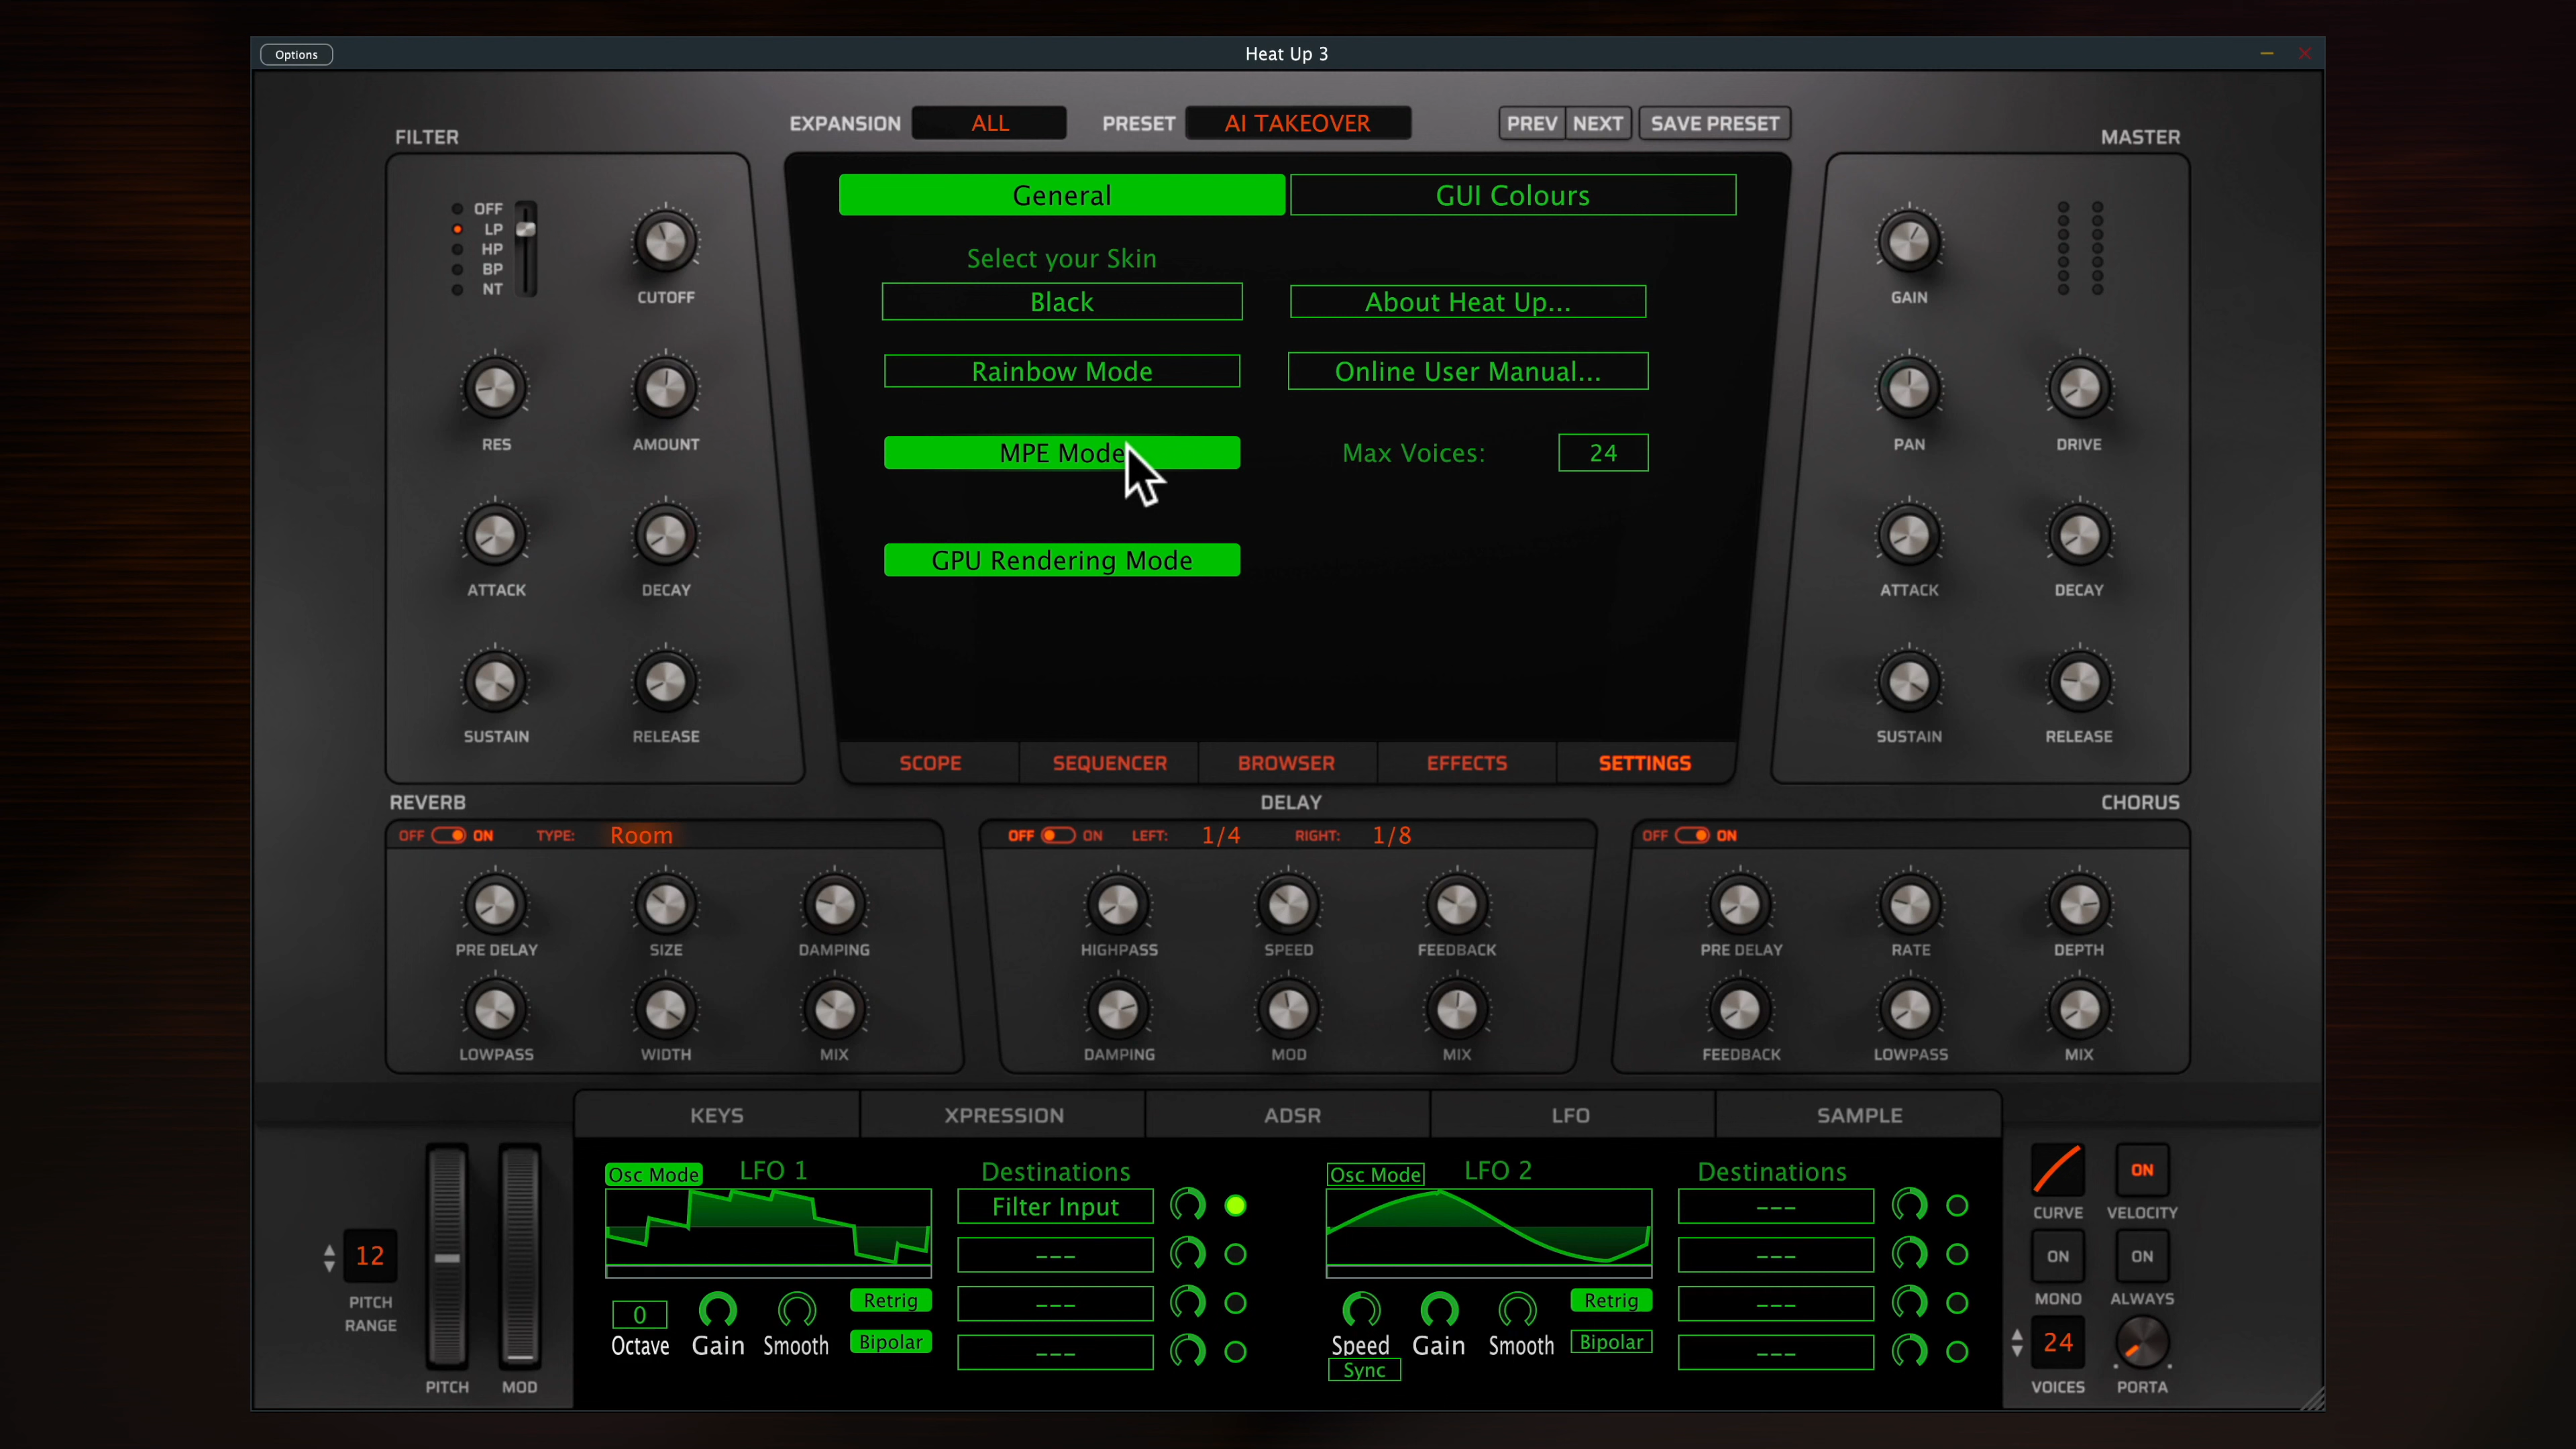 Options
Heat Up 3
EXPANSION ALL PRESET AI TAKEOVER PREV NEXT SAVE PRESET
FILTER
OFF
LP
HP
BP
NT
CUTOFF
RES AMOUNT
ATTACK DECAY
SUSTAIN RELEASE
General GUI Colours
Select your Skin
Black About Heat Up...
Rainbow Mode Online User Manual...
MPE Mode Max Voices: 24
GPU Rendering Mode
SCOPE SEQUENCER BROWSER EFFECTS SETTINGS
MASTER
GAIN
PAN DRIVE
ATTACK DECAY
SUSTAIN RELEASE
REVERB
OFF ON TYPE: Room
PRE DELAY SIZE DAMPING
LOWPASS WIDTH MIX
DELAY
OFF ON LEFT: 1/4 RIGHT: 1/8
HIGHPASS SPEED FEEDBACK
DAMPING MOD MIX
CHORUS
OFF ON
PRE DELAY RATE DEPTH
FEEDBACK LOWPASS MIX
KEYS XPRESSION ADSR LFO SAMPLE
12
PITCH
RANGE
PITCH MOD
Osc Mode LFO 1 Destinations
Filter Input
---
---
---
0 Retrig
Octave Gain Smooth Bipolar
Osc Mode LFO 2 Destinations
---
---
---
---
Retrig
Speed Gain Smooth Bipolar
Sync
ON
CURVE VELOCITY
ON ON
MONO ALWAYS
24
VOICES PORTA